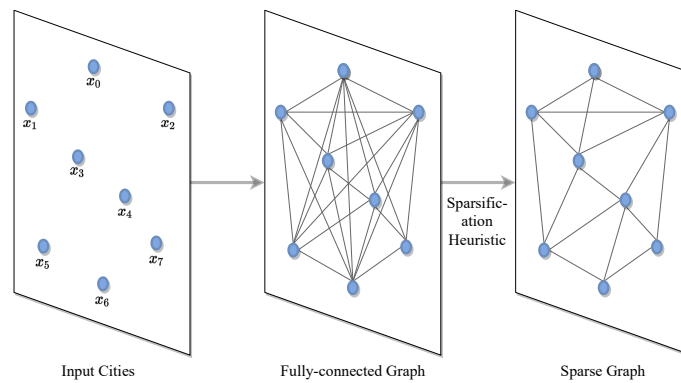 x₀
x₁
x₂
x₃
x₄
x₅
x₇
x₆
Sparsific-
ation
Heuristic
Input Cities
Fully-connected Graph
Sparse Graph